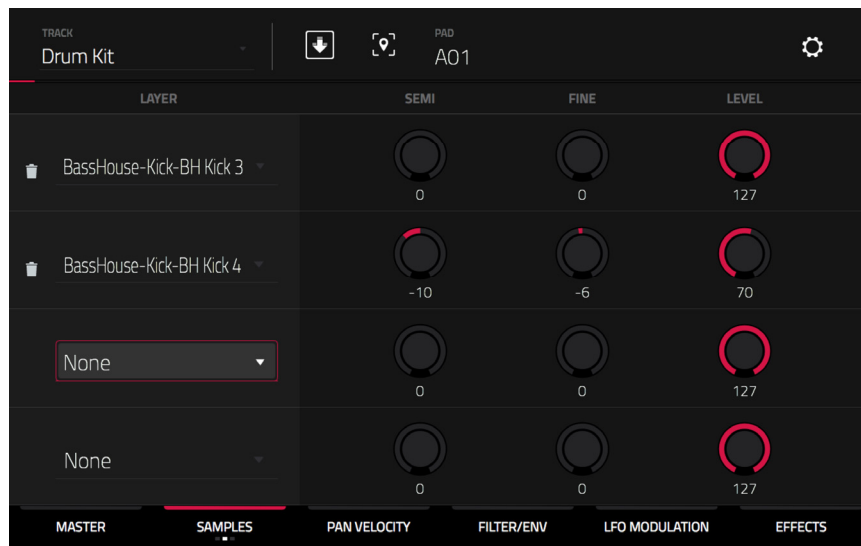 TRACK
Drum Kit
PAD
A01
LAYER SEMI FINE LEVEL
BassHouse-Kick-BH Kick 3
0 0 127
BassHouse-Kick-BH Kick 4
-10 -6 70
None
0 0 127
None
0 0 127
MASTER SAMPLES PAN VELOCITY FILTER/ENV LFO MODULATION EFFECTS